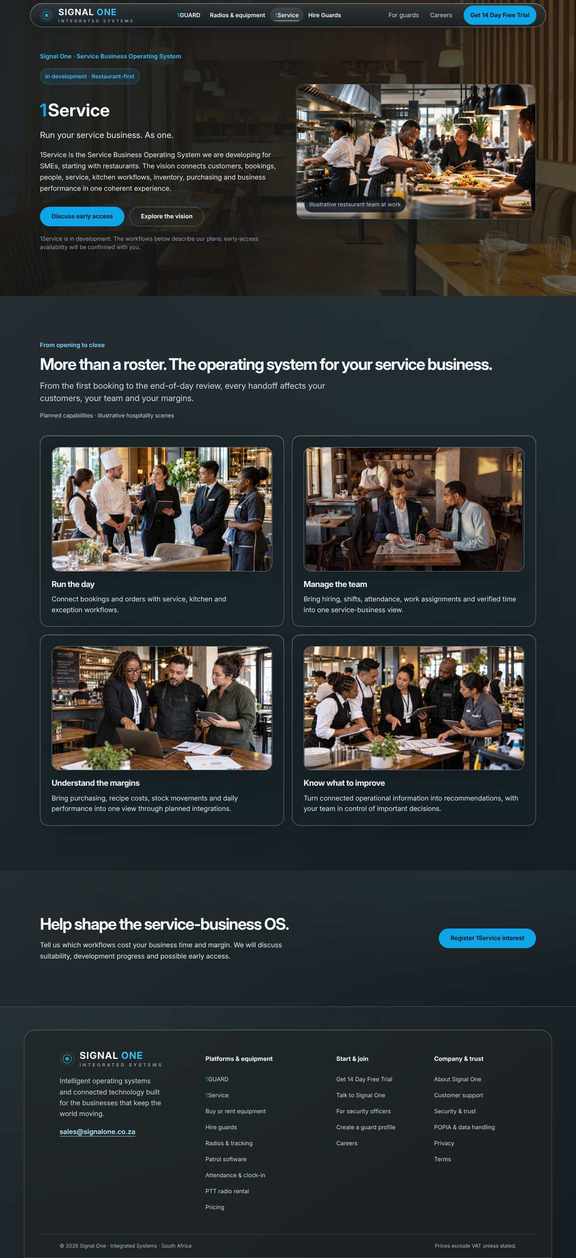 SIGNAL ONE
INTEGRATED SYSTEMS
1GUARD
Radios & equipment
1Service
Hire Guards
For guards
Careers
Get 14 Day Free Trial
Signal One · Service Business Operating System
In development · Restaurant-first
1Service
Run your service business. As one.
1Service is the Service Business Operating System we are developing for
SMEs, starting with restaurants. The vision connects customers, bookings,
people, service, kitchen workflows, inventory, purchasing and business
performance in one coherent experience.
Discuss early access
Explore the vision
1Service is in development. The workflows below describe our plans; early-access
availability will be confirmed with you.
Illustrative restaurant team at work
From opening to close
More than a roster. The operating system for your service business.
From the first booking to the end-of-day review, every handoff affects your
customers, your team and your margins.
Planned capabilities · Illustrative hospitality scenes
Run the day
Connect bookings and orders with service, kitchen and
exception workflows.
Manage the team
Bring hiring, shifts, attendance, work assignments and verified time
into one service-business view.
Understand the margins
Bring purchasing, recipe costs, stock movements and daily
performance into one view through planned integrations.
Know what to improve
Turn connected operational information into recommendations, with
your team in control of important decisions.
Help shape the service-business OS.
Tell us which workflows cost your business time and margin. We will discuss
suitability, development progress and possible early access.
Register 1Service interest
SIGNAL ONE
INTEGRATED SYSTEMS
Intelligent operating systems
and connected technology built
for the businesses that keep the
world moving.
sales@signalone.co.za
Platforms & equipment
1GUARD
1Service
Buy or rent equipment
Hire guards
Radios & tracking
Patrol software
Attendance & clock-in
PTT radio rental
Pricing
Start & join
Get 14 Day Free Trial
Talk to Signal One
For security officers
Create a guard profile
Careers
Company & trust
About Signal One
Customer support
Security & trust
POPIA & data handling
Privacy
Terms
© 2026 Signal One · Integrated Systems · South Africa
Prices exclude VAT unless stated.